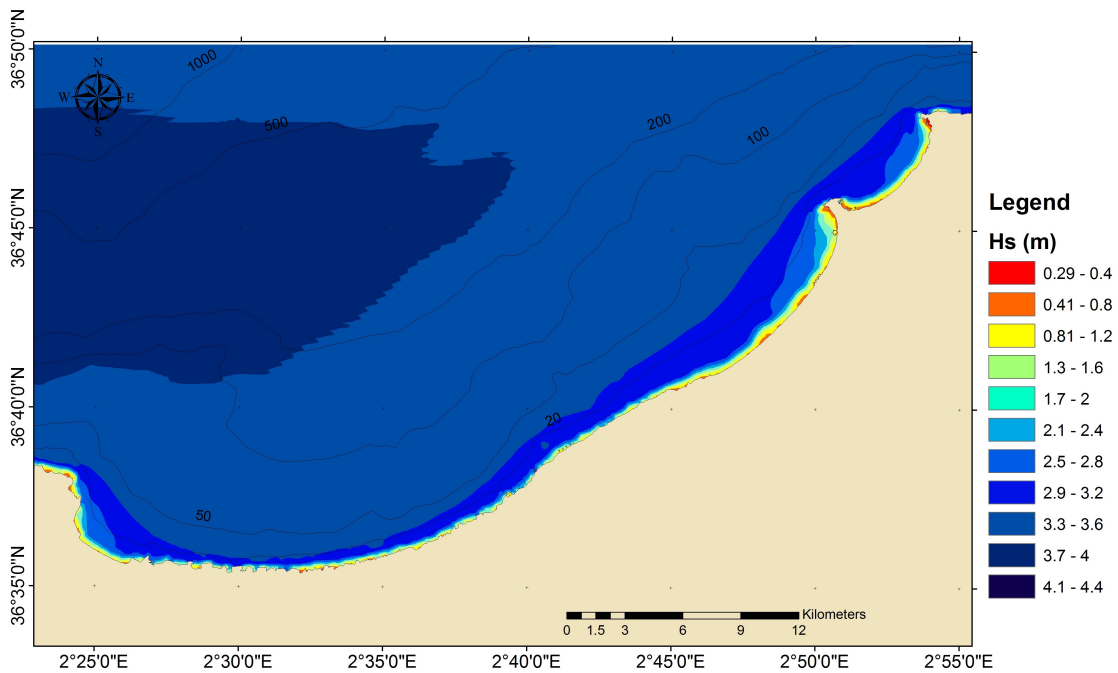 36°50'0"N
36°45'0"N
36°40'0"N
36°35'0"N
N
W
E
S
1000
500
200
100
20
50
Kilometers
0 1.5 3 6 9 12
2°25'0"E 2°30'0"E 2°35'0"E 2°40'0"E 2°45'0"E 2°50'0"E 2°55'0"E
Legend
Hs (m)
0.29 - 0.4
0.41 - 0.8
0.81 - 1.2
1.3 - 1.6
1.7 - 2
2.1 - 2.4
2.5 - 2.8
2.9 - 3.2
3.3 - 3.6
3.7 - 4
4.1 - 4.4